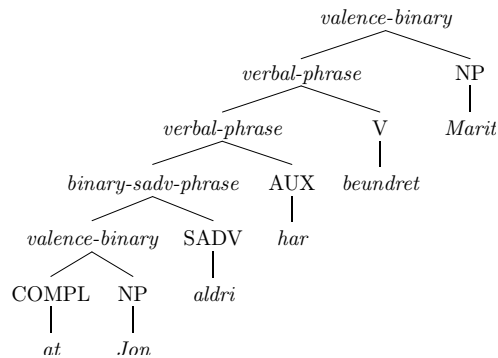 valence-binary
verbal-phrase NP
verbal-phrase V Marit
binary-sadv-phrase AUX beundret
valence-binary SADV har
COMPL NP aldri
at Jon